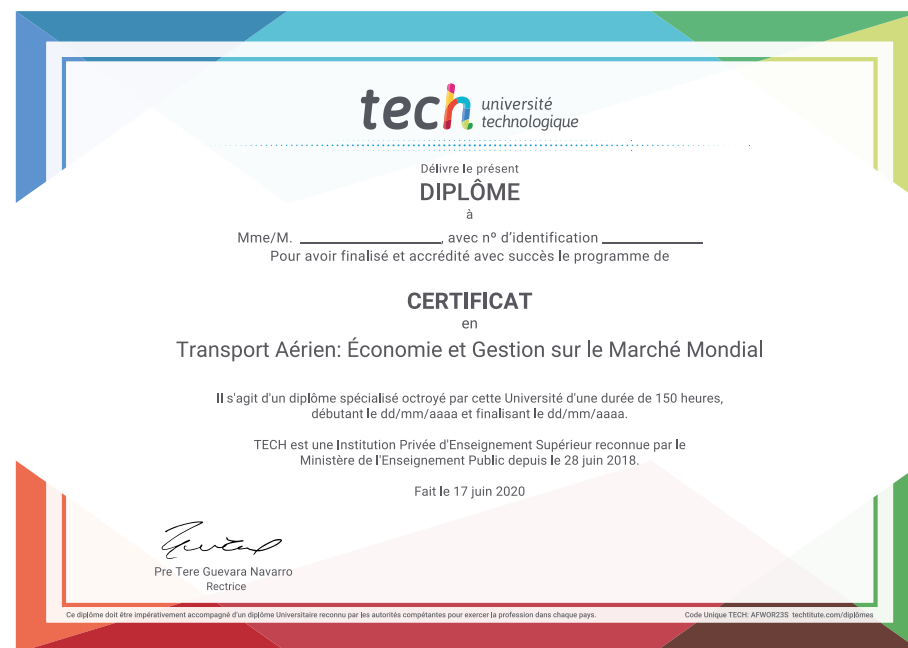 tech université
technologique
Délivre le présent
DIPLÔME
à
Mme/M. ____________________, avec nº d'identification ______________
Pour avoir finalisé et accrédité avec succès le programme de
CERTIFICAT
en
Transport Aérien: Économie et Gestion sur le Marché Mondial
Il s'agit d'un diplôme spécialisé octroyé par cette Université d'une durée de 150 heures,
débutant le dd/mm/aaaa et finalisant le dd/mm/aaaa.
TECH est une Institution Privée d'Enseignement Supérieur reconnue par le
Ministère de l'Enseignement Public depuis le 28 juin 2018.
Fait le 17 juin 2020
Pre Tere Guevara Navarro
Rectrice
Ce diplôme doit être impérativement accompagné d'un diplôme Universitaire reconnu par les autorités compétantes pour exercer la profession dans chaque pays. Code Unique TECH: AFWOR23S techtitute.com/diplômes